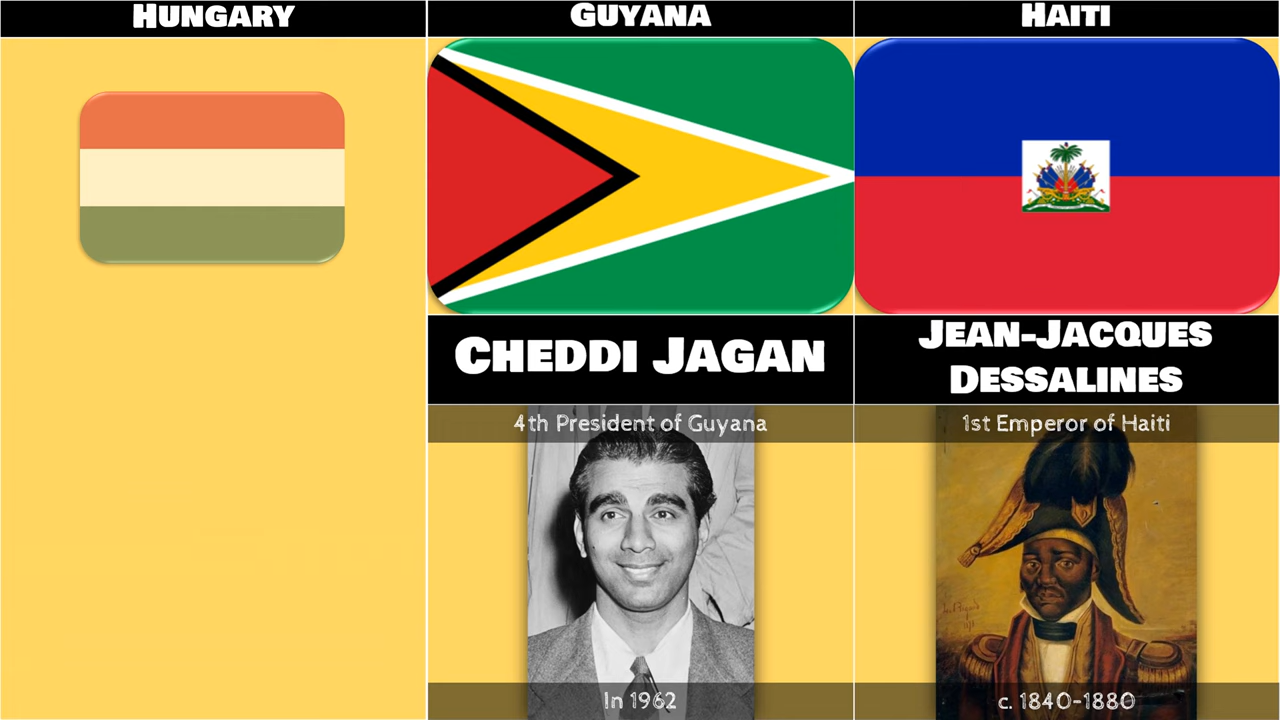 Hungary
Guyana
Haiti
Cheddi Jagan
Jean-Jacques
Dessalines
4th President of Guyana
1st Emperor of Haiti
In 1962
c. 1840-1880